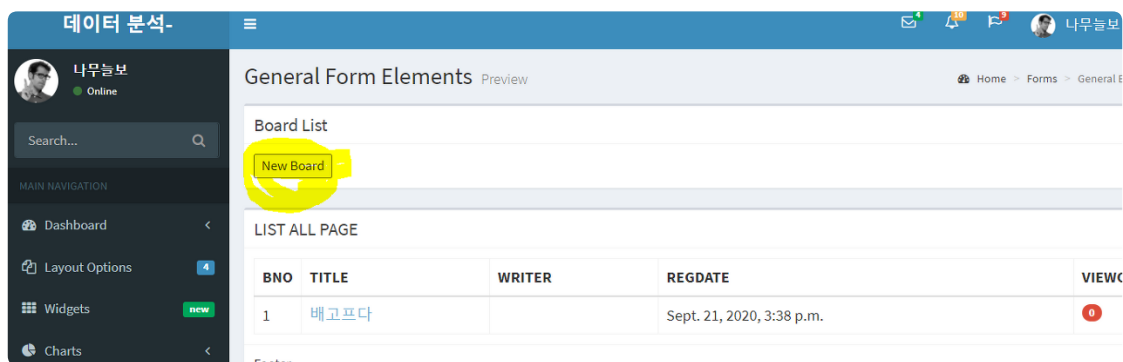 데이터 분석-
4 10 9 나무늘보
나무늘보
Online
Search...
MAIN NAVIGATION
Dashboard
Layout Options 4
Widgets new
Charts
General Form Elements Preview
Home > Forms > General E
Board List
New Board
LIST ALL PAGE
BNO TITLE WRITER REGDATE VIEWC
1 배고프다 Sept. 21, 2020, 3:38 p.m. 0